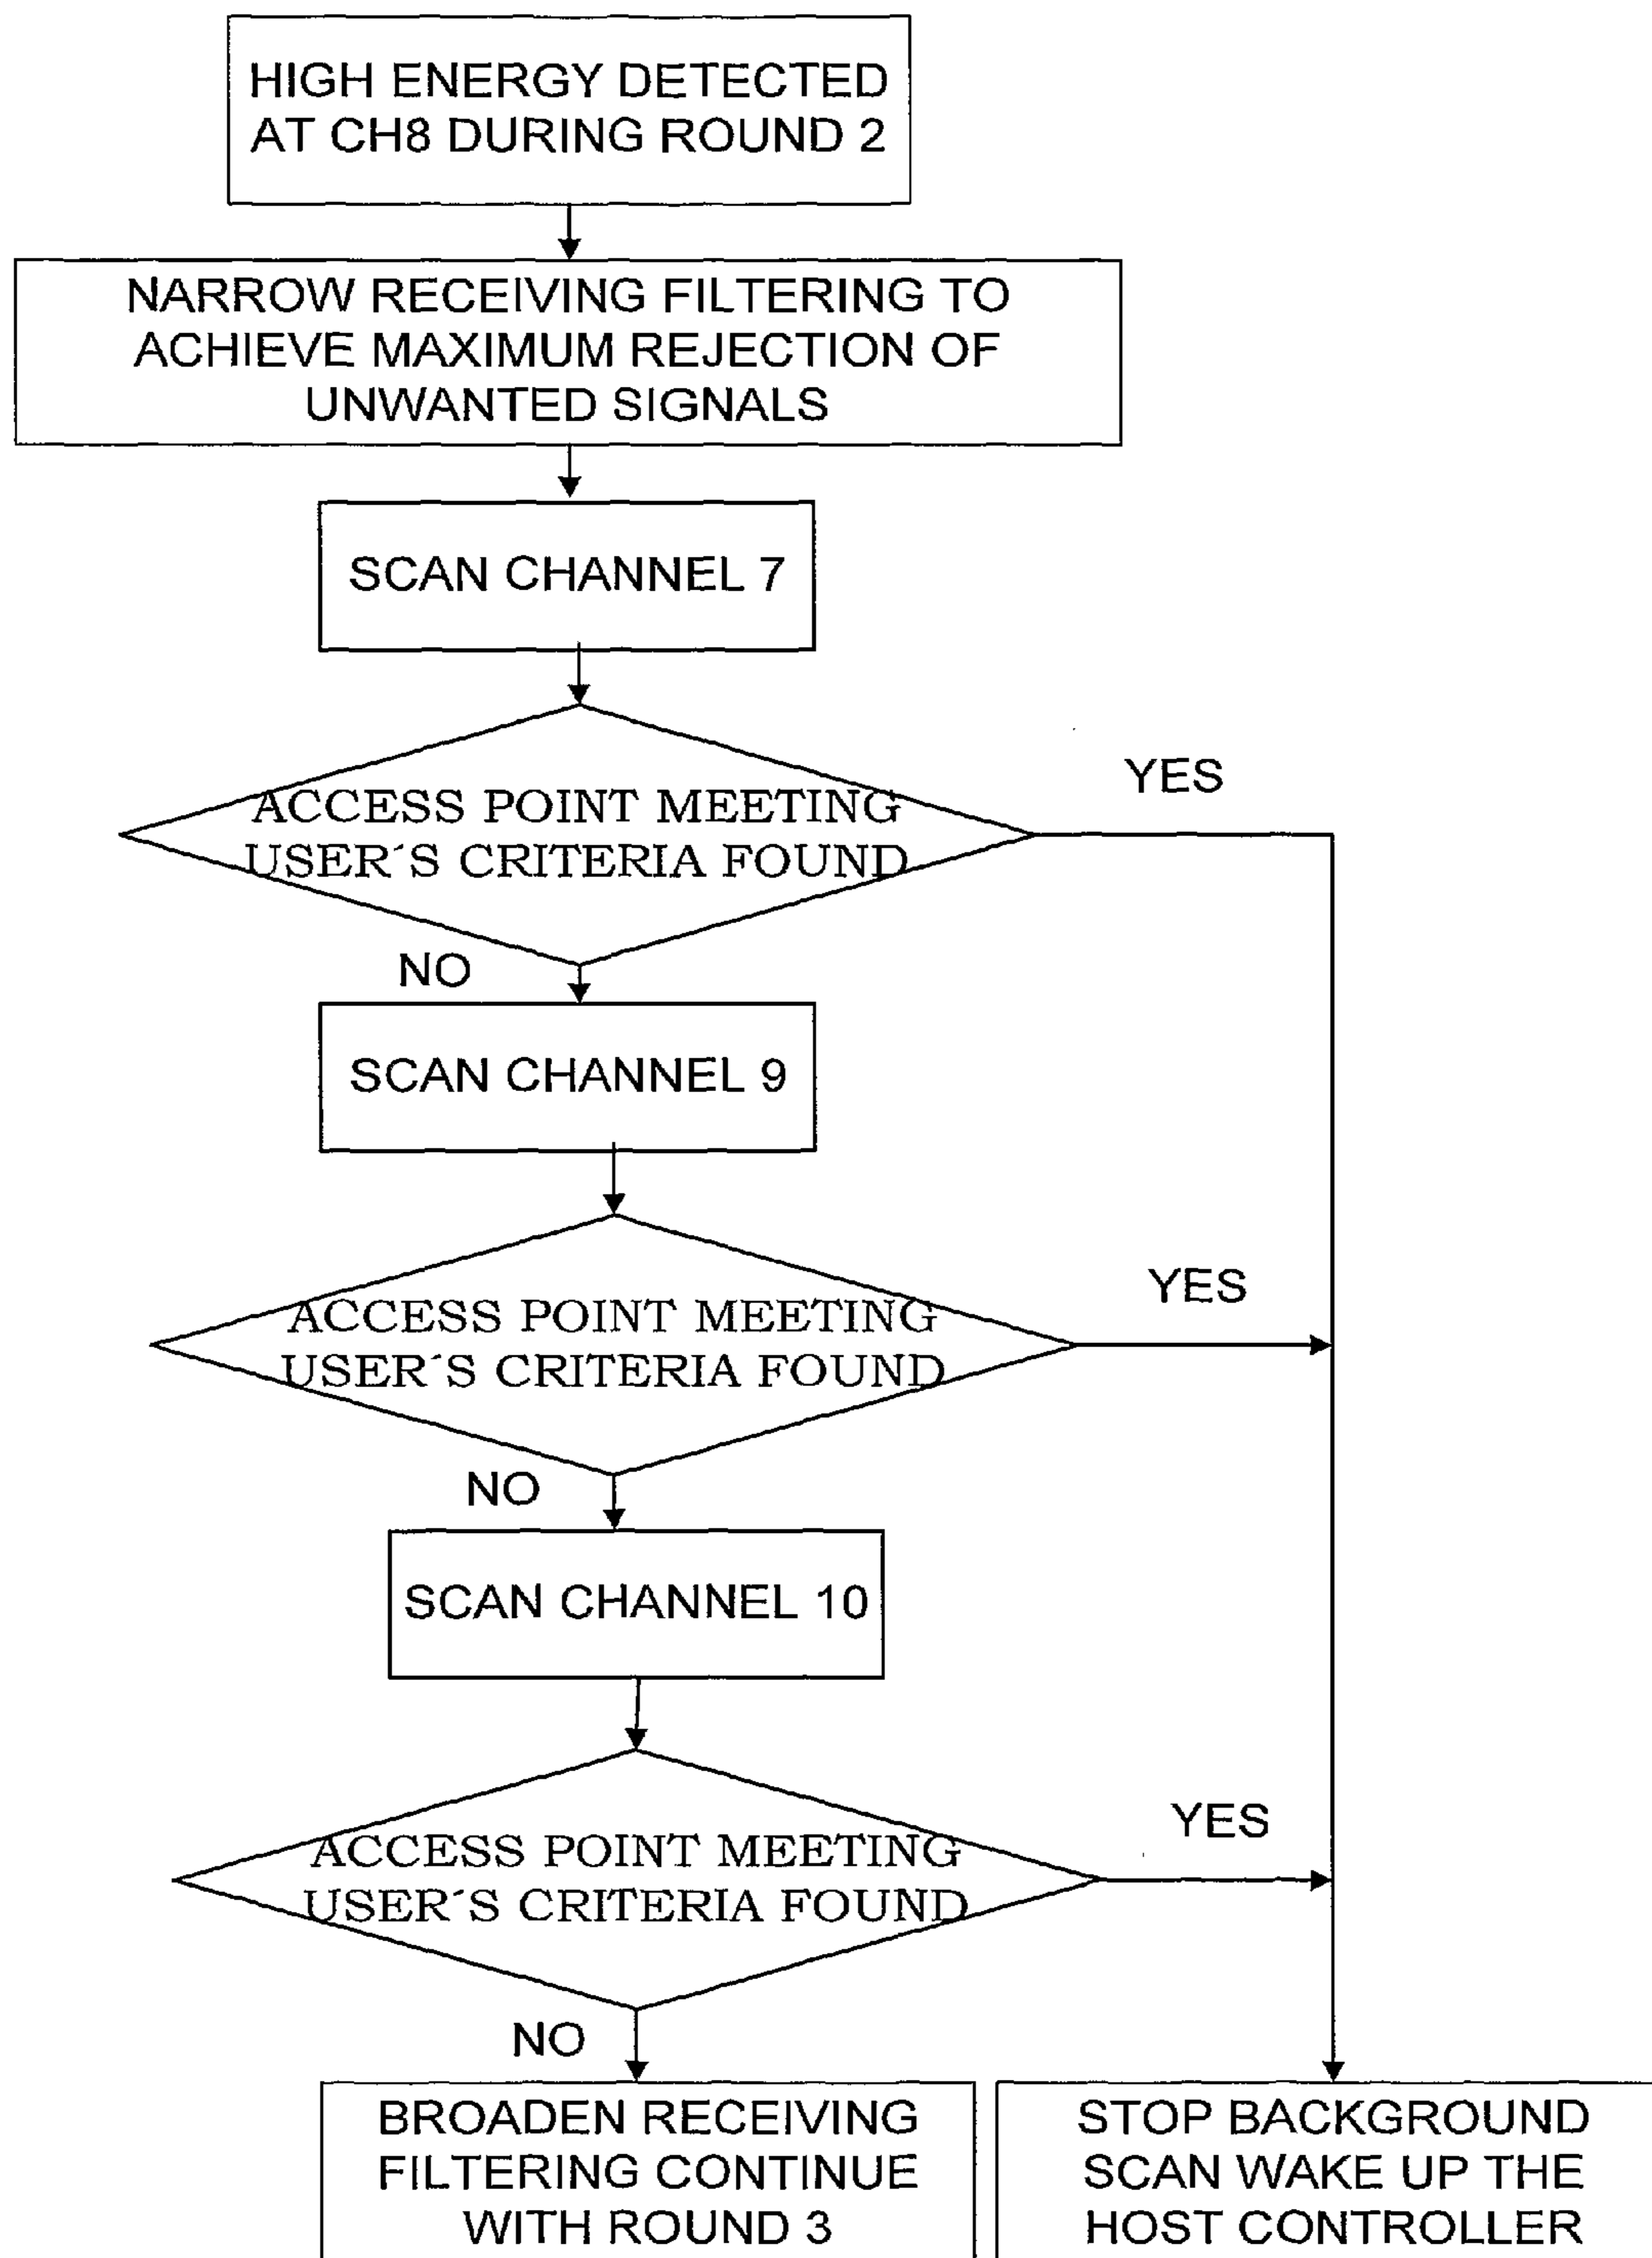 HIGH ENERGY DETECTED
AT CH8 DURING ROUND 2
NARROW RECEIVING FILTERING TO
ACHIEVE MAXIMUM REJECTION OF
UNWANTED SIGNALS
SCAN CHANNEL 7
ACCESS POINT MEETING
USER´S CRITERIA FOUND
YES
NO
SCAN CHANNEL 9
ACCESS POINT MEETING
USER´S CRITERIA FOUND
YES
NO
SCAN CHANNEL 10
ACCESS POINT MEETING
USER´S CRITERIA FOUND
YES
NO
BROADEN RECEIVING
FILTERING CONTINUE
WITH ROUND 3
STOP BACKGROUND
SCAN WAKE UP THE
HOST CONTROLLER